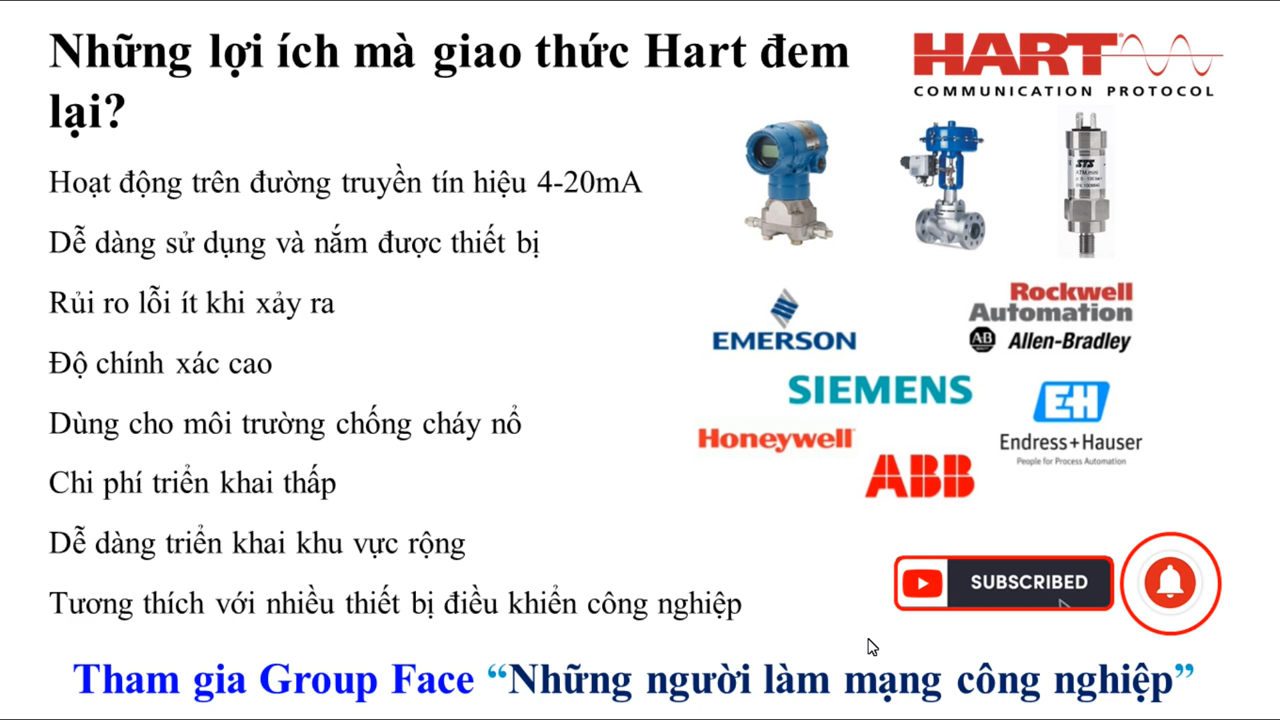 Những lợi ích mà giao thức Hart đem
lại?
Hoạt động trên đường truyền tín hiệu 4-20mA
Dễ dàng sử dụng và nắm được thiết bị
Rủi ro lỗi ít khi xảy ra
Độ chính xác cao
Dùng cho môi trường chống cháy nổ
Chi phí triển khai thấp
Dễ dàng triển khai khu vực rộng
Tương thích với nhiều thiết bị điều khiển công nghiệp
HART
COMMUNICATION PROTOCOL
STS
EMERSON
Rockwell
Automation
AB Allen-Bradley
SIEMENS
EH
Honeywell
Endress+Hauser
People for Process Automation
ABB
SUBSCRIBED
Tham gia Group Face “Những người làm mạng công nghiệp”